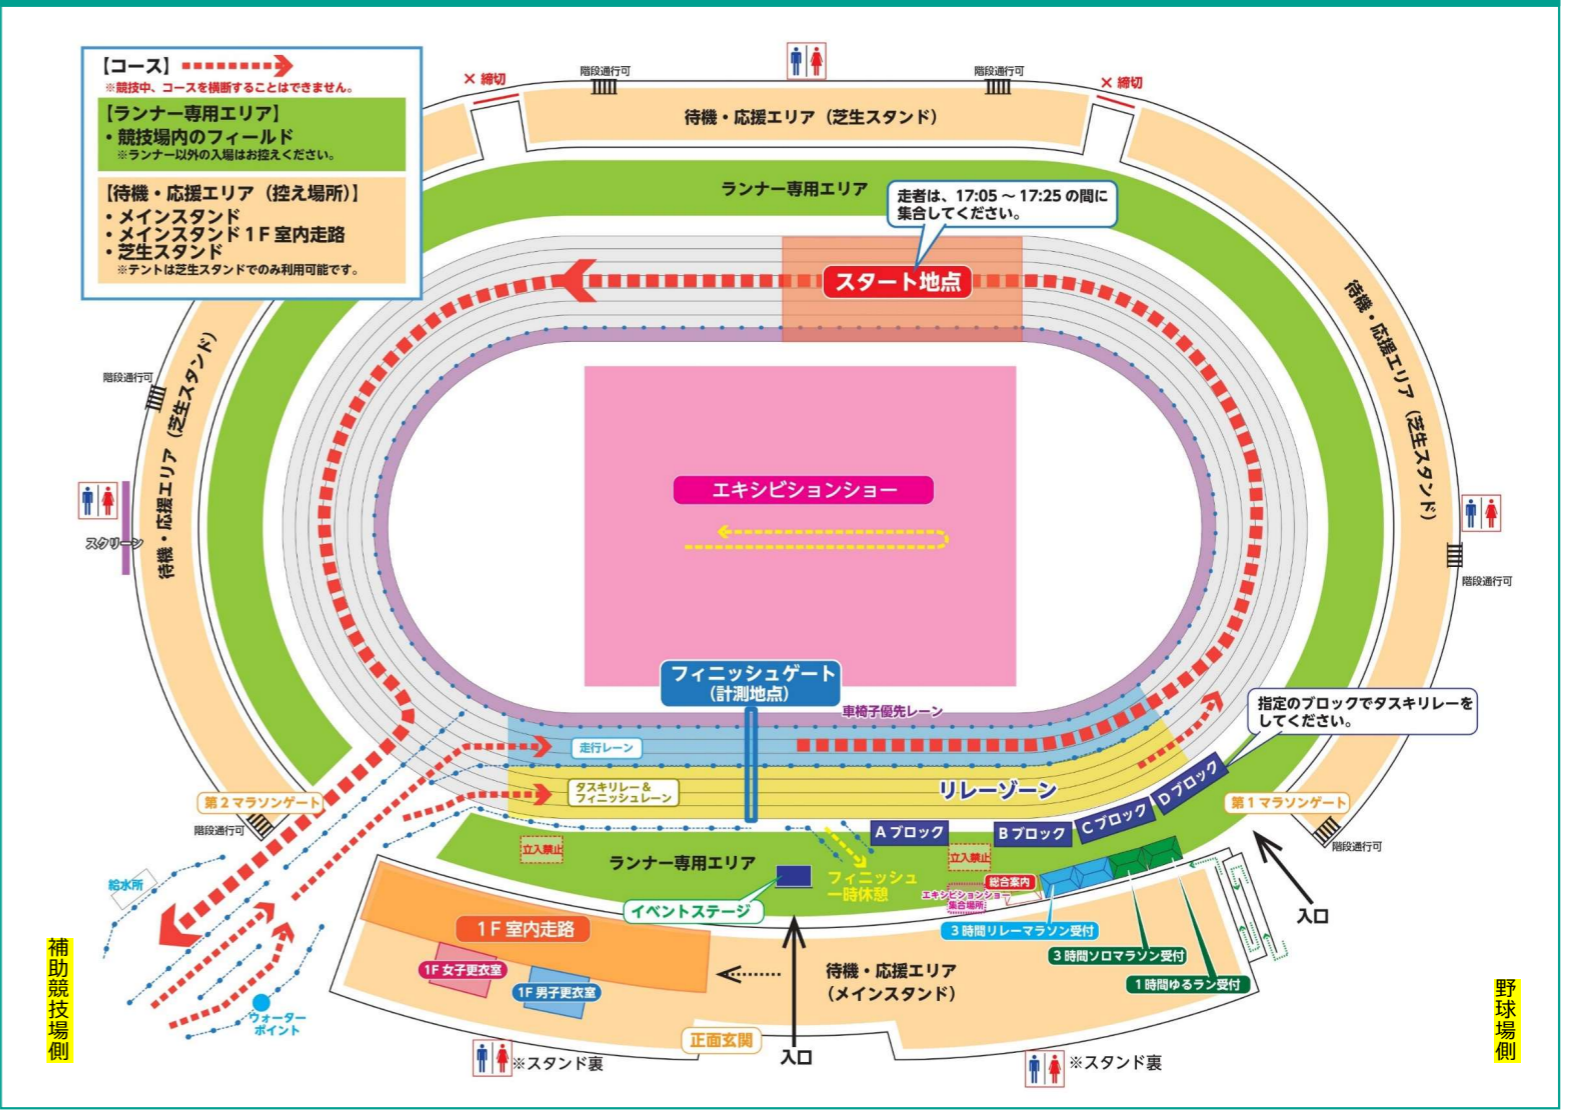 【コース】
※競技中、コースを横断することはできません。
【ランナー専用エリア】
・競技場内のフィールド
※ランナー以外の入場はお控えください。
【待機・応援エリア（控え場所）】
・メインスタンド
・メインスタンド1F室内走路
・芝生スタンド
※テントは芝生スタンドでのみ利用可能です。
× 締切
階段通行可
階段通行可
× 締切
待機・応援エリア（芝生スタンド）
ランナー専用エリア
走者は、17:05～17:25の間に
集合してください。
スタート地点
待機・応援エリア（芝生スタンド）
階段通行可
待機・応援エリア（芝生スタンド）
スクリーン
エキシビションショー
階段通行可
フィニッシュゲート
（計測地点）
車椅子優先レーン
指定のブロックでタスキリレーを
してください。
走行レーン
タスキリレー＆
フィニッシュレーン
リレーゾーン
第2マラソンゲート
階段通行可
第1マラソンゲート
階段通行可
Aブロック
Bブロック
Cブロック
Dブロック
立入禁止
ランナー専用エリア
フィニッシュ
一時休憩
立入禁止
総合案内
エキシビションショー
集合場所
給水所
イベントステージ
入口
3時間リレーマラソン受付
3時間ソロマラソン受付
1時間ゆるラン受付
1F室内走路
1F女子更衣室
1F男子更衣室
待機・応援エリア
（メインスタンド）
ウォーター
ポイント
正面玄関
入口
※スタンド裏
※スタンド裏
補助競技場側
野球場側